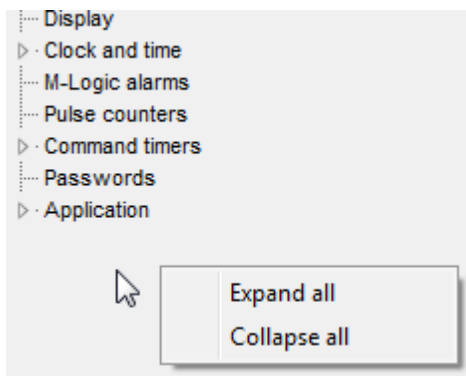 Display
Clock and time
M-Logic alarms
Pulse counters
Command timers
Passwords
Application
Expand all
Collapse all